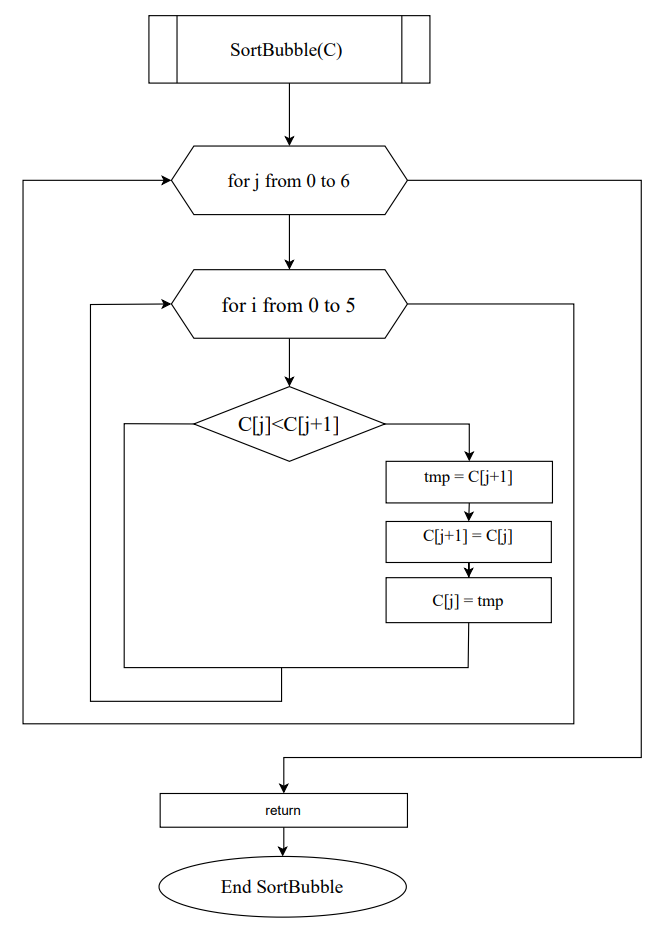 SortBubble(C)
for j from 0 to 6
for i from 0 to 5
C[j]<C[j+1]
tmp = C[j+1]
C[j+1] = C[j]
C[j] = tmp
return
End SortBubble